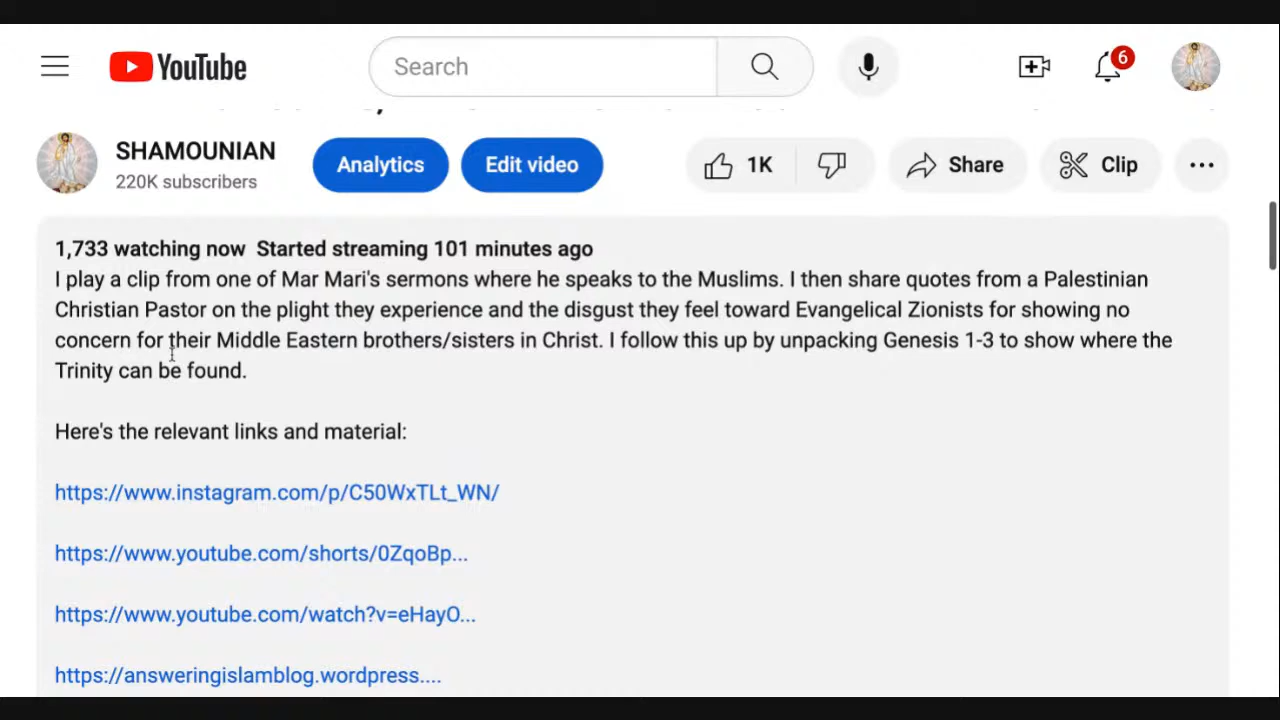 YouTube
Search
6
SHAMOUNIAN
220K subscribers
Analytics
Edit video
1K
Share
Clip
1,733 watching now Started streaming 101 minutes ago
I play a clip from one of Mar Mari's sermons where he speaks to the Muslims. I then share quotes from a Palestinian
Christian Pastor on the plight they experience and the disgust they feel toward Evangelical Zionists for showing no
concern for their Middle Eastern brothers/sisters in Christ. I follow this up by unpacking Genesis 1-3 to show where the
Trinity can be found.
Here's the relevant links and material:
https://www.instagram.com/p/C50WxTLt_WN/
https://www.youtube.com/shorts/0ZqoBp...
https://www.youtube.com/watch?v=eHayO...
https://answeringislamblog.wordpress....